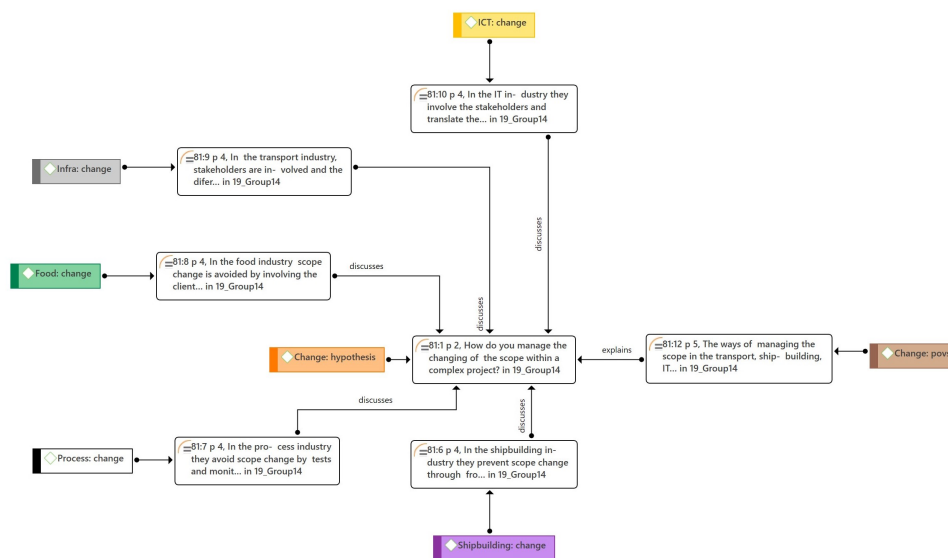 ICT: change
81:10 p 4, In the IT in- dustry they
involve the stakeholders and
translate the... in 19_Group14
81:9 p 4, In the transport industry,
stakeholders are in- volved and the
difer... in 19_Group14
Infra: change
discusses
81:8 p 4, In the food industry scope
change is avoided by involving the
client... in 19_Group14
discusses
Food: change
discusses
81:1 p 2, How do you manage the
changing of the scope within a
complex project? in 19_Group14
Change: hypothesis
explains
81:12 p 5, The ways of managing the
scope in the transport, ship- building,
IT... in 19_Group14
Change: povs
discusses
discusses
81:7 p 4, In the pro- cess industry
they avoid scope change by tests
and monit... in 19_Group14
Process: change
81:6 p 4, In the shipbuilding in-
dustry they prevent scope change
through fro... in 19_Group14
Shipbuilding: change